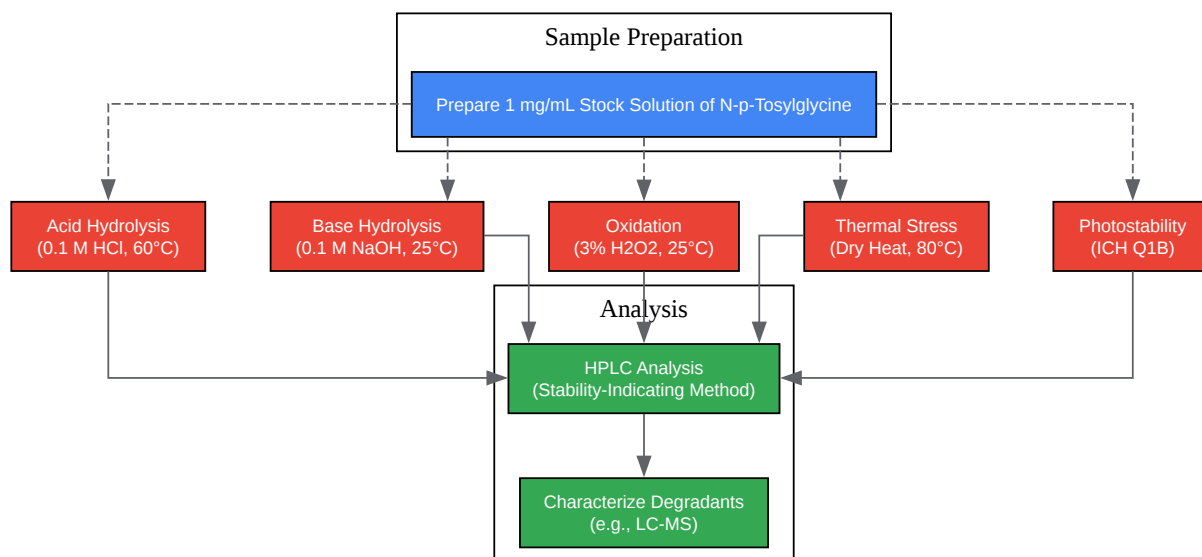 Sample Preparation
Prepare 1 mg/mL Stock Solution of N-p-Tosylglycine
Acid Hydrolysis
(0.1 M HCl, 60°C)
Base Hydrolysis
(0.1 M NaOH, 25°C)
Oxidation
(3% H2O2, 25°C)
Thermal Stress
(Dry Heat, 80°C)
Photostability
(ICH Q1B)
Analysis
HPLC Analysis
(Stability-Indicating Method)
Characterize Degradants
(e.g., LC-MS)